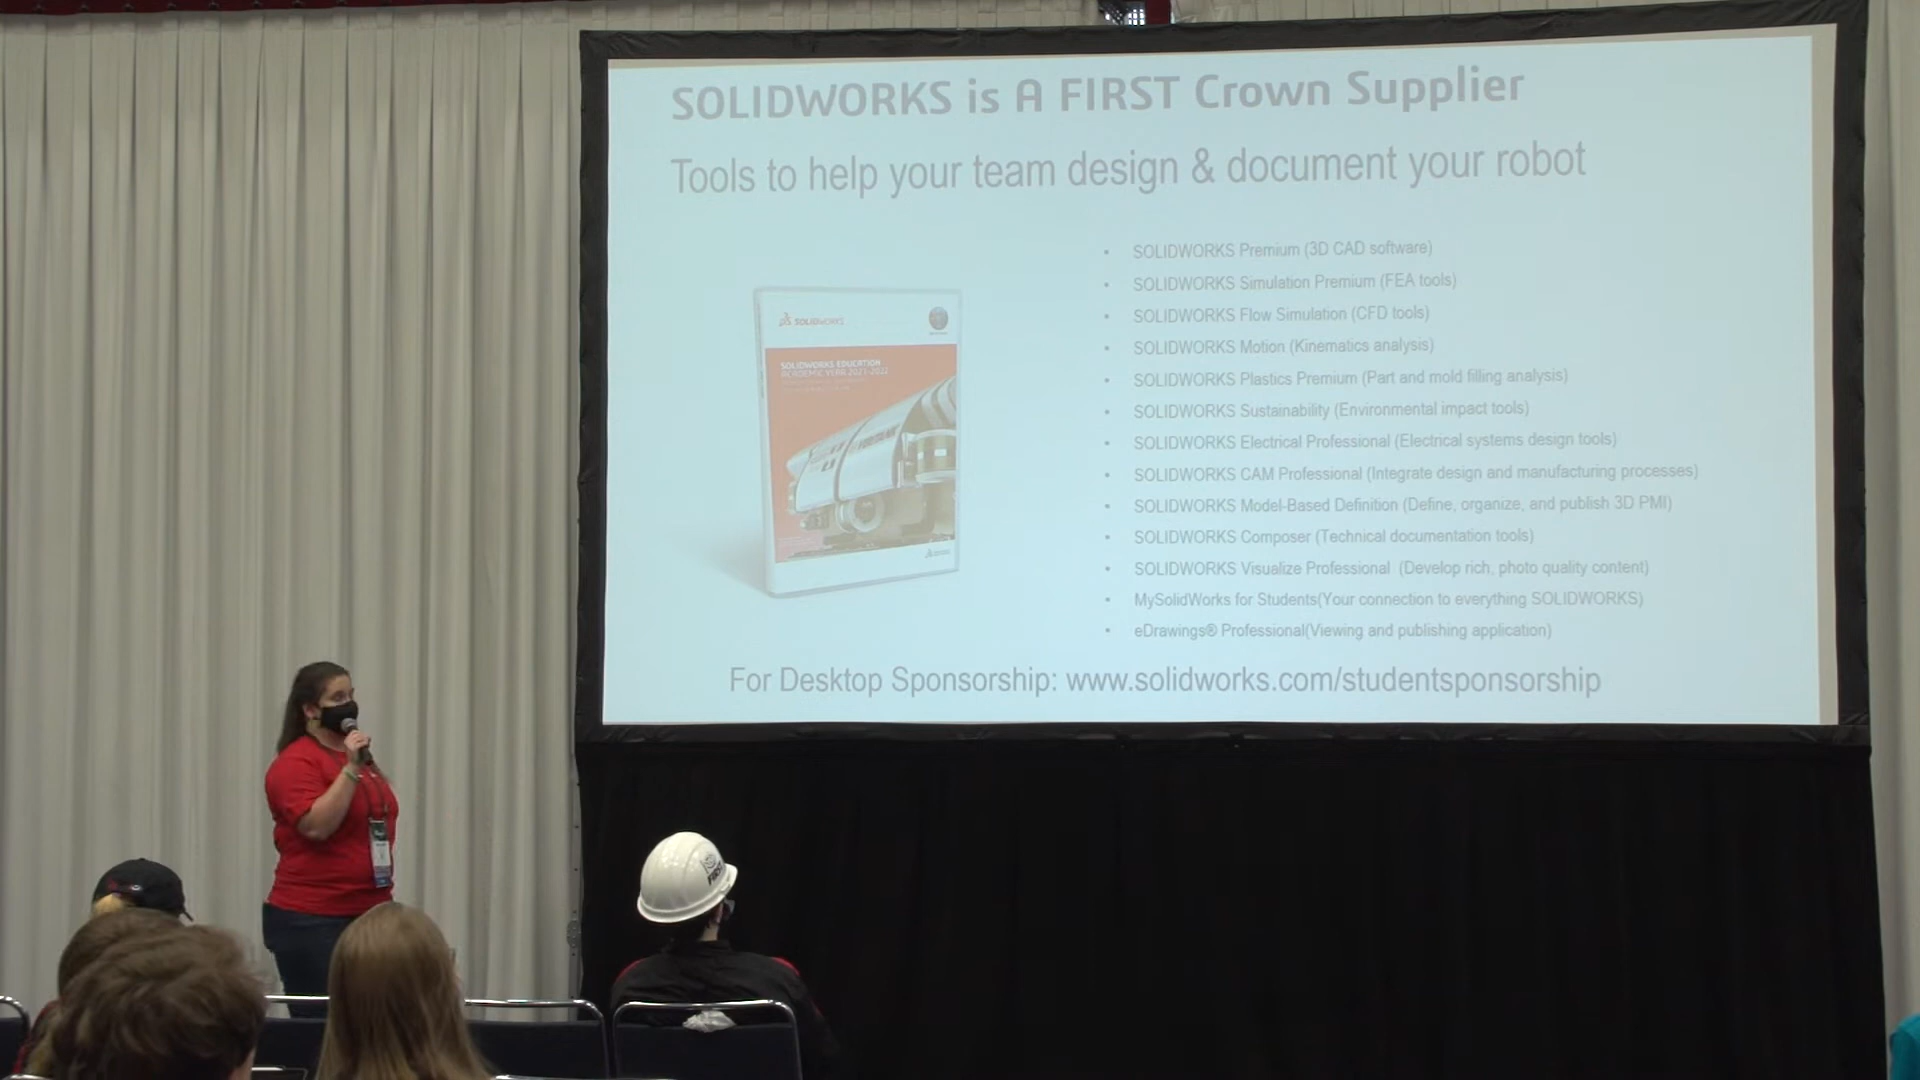 SOLIDWORKS is A FIRST Crown Supplier
Tools to help your team design & document your robot
• SOLIDWORKS Premium (3D CAD software)
• SOLIDWORKS Simulation Premium (FEA tools)
• SOLIDWORKS Flow Simulation (CFD tools)
• SOLIDWORKS Motion (Kinematics analysis)
• SOLIDWORKS Plastics Premium (Part and mold filling analysis)
• SOLIDWORKS Sustainability (Environmental impact tools)
• SOLIDWORKS Electrical Professional (Electrical systems design tools)
• SOLIDWORKS CAM Professional (Integrate design and manufacturing processes)
• SOLIDWORKS Model-Based Definition (Define, organize, and publish 3D PMI)
• SOLIDWORKS Composer (Technical documentation tools)
• SOLIDWORKS Visualize Professional (Develop rich, photo quality content)
• MySolidWorks for Students(Your connection to everything SOLIDWORKS)
• eDrawings® Professional(Viewing and publishing application)
SOLIDWORKS
SOLIDWORKS EDUCATION
ACADEMIC YEAR 2021-2022
For Desktop Sponsorship: www.solidworks.com/studentsponsorship
FIRST